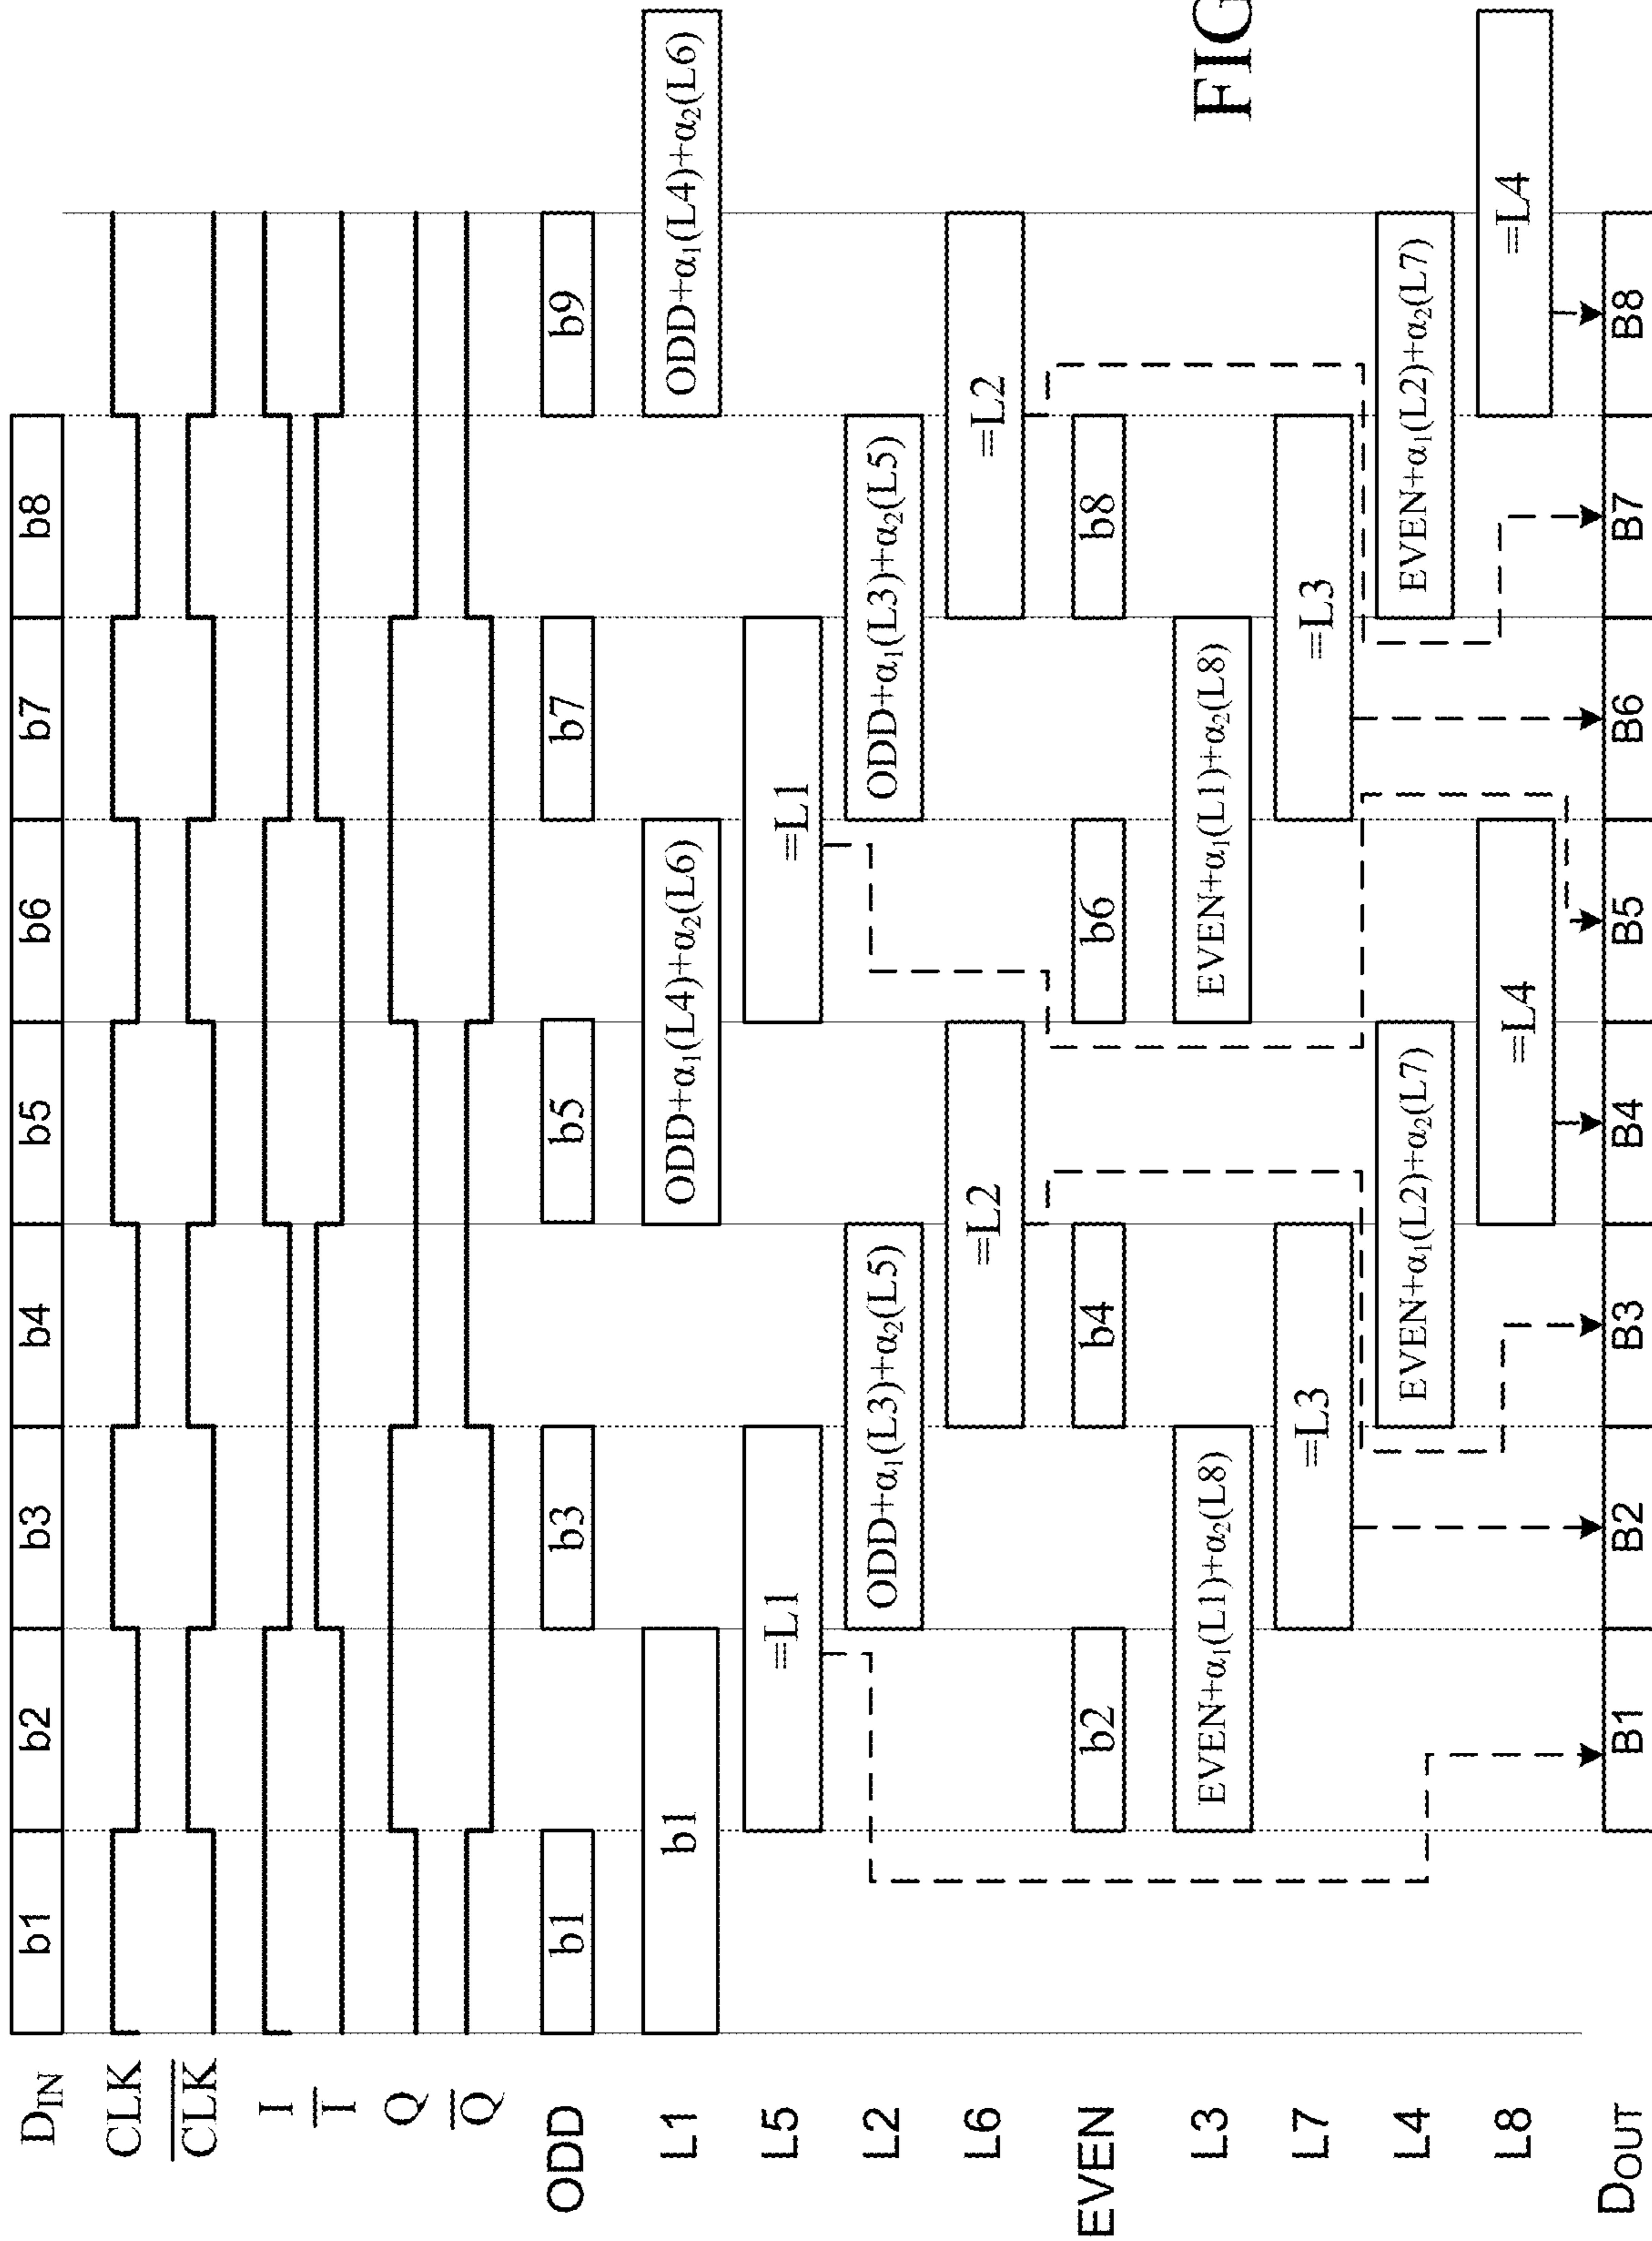 D_IN b1 b2 b3 b4 b5 b6 b7 b8
CLK
C̅L̅K̅
I
I̅
Q
Q̅
ODD b1 b3 b5 b7 b9
L1 b1 ODD+α₁(L4)+α₂(L6) ODD+α₁(L4)+α₂(L6)
L5 =L1 =L1
L2 ODD+α₁(L3)+α₂(L5) ODD+α₁(L3)+α₂(L5)
L6 =L2 =L2
EVEN b2 b4 b6 b8
L3 EVEN+α₁(L1)+α₂(L8) EVEN+α₁(L1)+α₂(L8)
L7 =L3 =L3
L4 EVEN+α₁(L2)+α₂(L7) EVEN+α₁(L2)+α₂(L7)
L8 =L4 =L4
D_OUT B1 B2 B3 B4 B5 B6 B7 B8
FIG